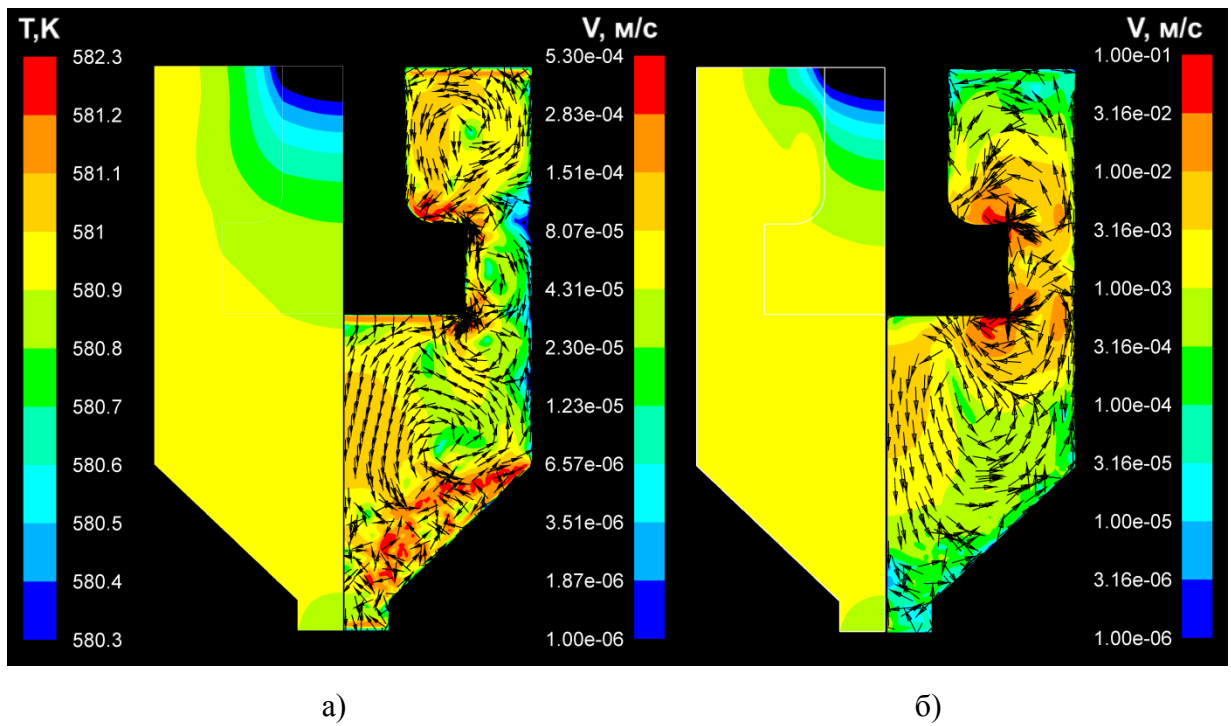 T,K
V, м/с
V, м/с
582.3
581.2
581.1
581
580.9
580.8
580.7
580.6
580.5
580.4
580.3
5.30e-04
2.83e-04
1.51e-04
8.07e-05
4.31e-05
2.30e-05
1.23e-05
6.57e-06
3.51e-06
1.87e-06
1.00e-06
1.00e-01
3.16e-02
1.00e-02
3.16e-03
1.00e-03
3.16e-04
1.00e-04
3.16e-05
1.00e-05
3.16e-06
1.00e-06
а)
б)